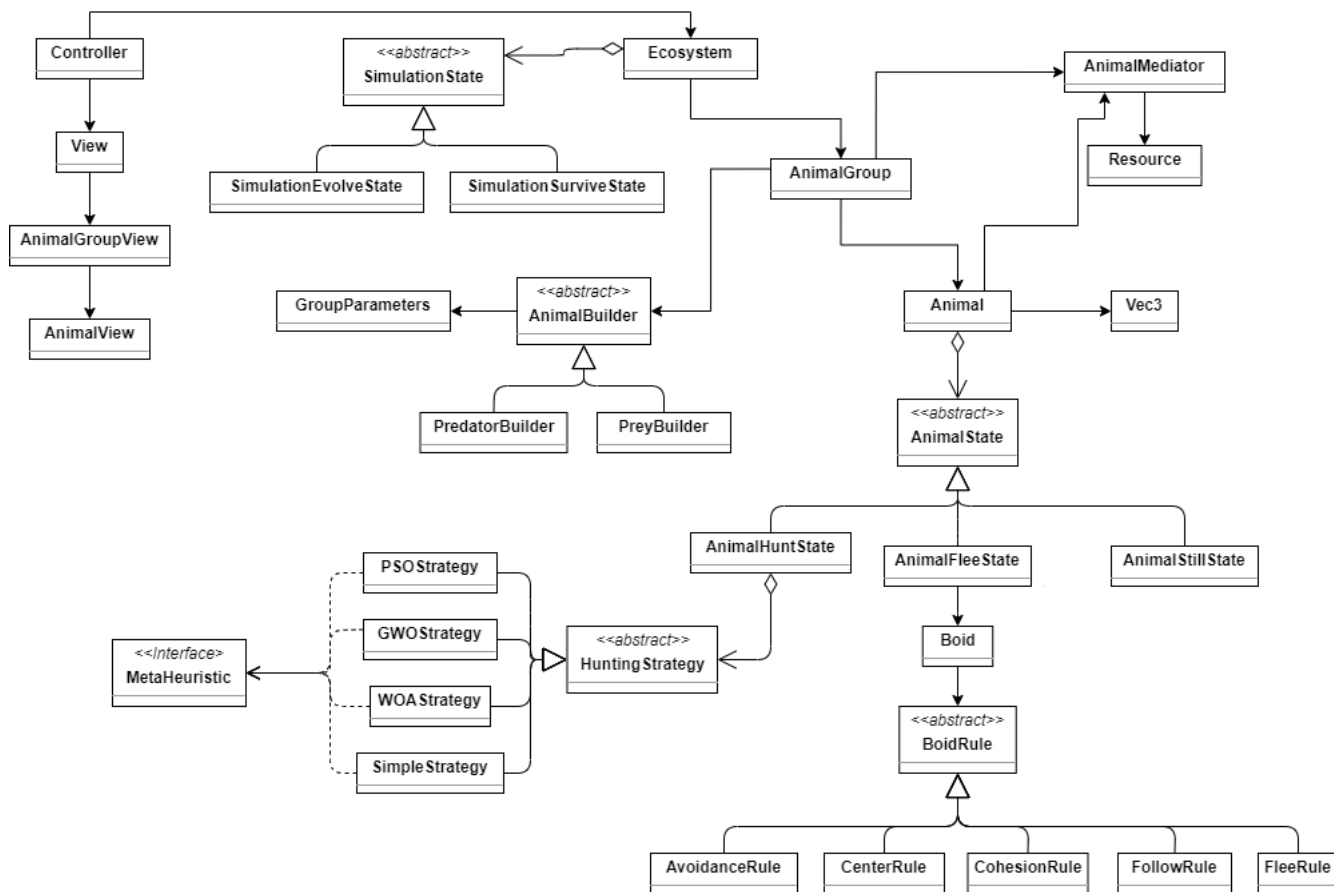 Controller
<<abstract>>
SimulationState
Ecosystem
AnimalMediator
View
Resource
AnimalGroup
SimulationEvolveState
SimulationSurviveState
AnimalGroupView
<<abstract>>
AnimalBuilder
GroupParameters
Animal
Vec3
AnimalView
PredatorBuilder
PreyBuilder
<<abstract>>
AnimalState
AnimalHuntState
AnimalFleeState
AnimalStillState
PSOStrategy
GWOStrategy
<<abstract>>
HuntingStrategy
Boid
<<Interface>
MetaHeuristic
WOAStrategy
<<abstract>>
BoidRule
SimpleStrategy
AvoidanceRule
CenterRule
CohesionRule
FollowRule
FleeRule